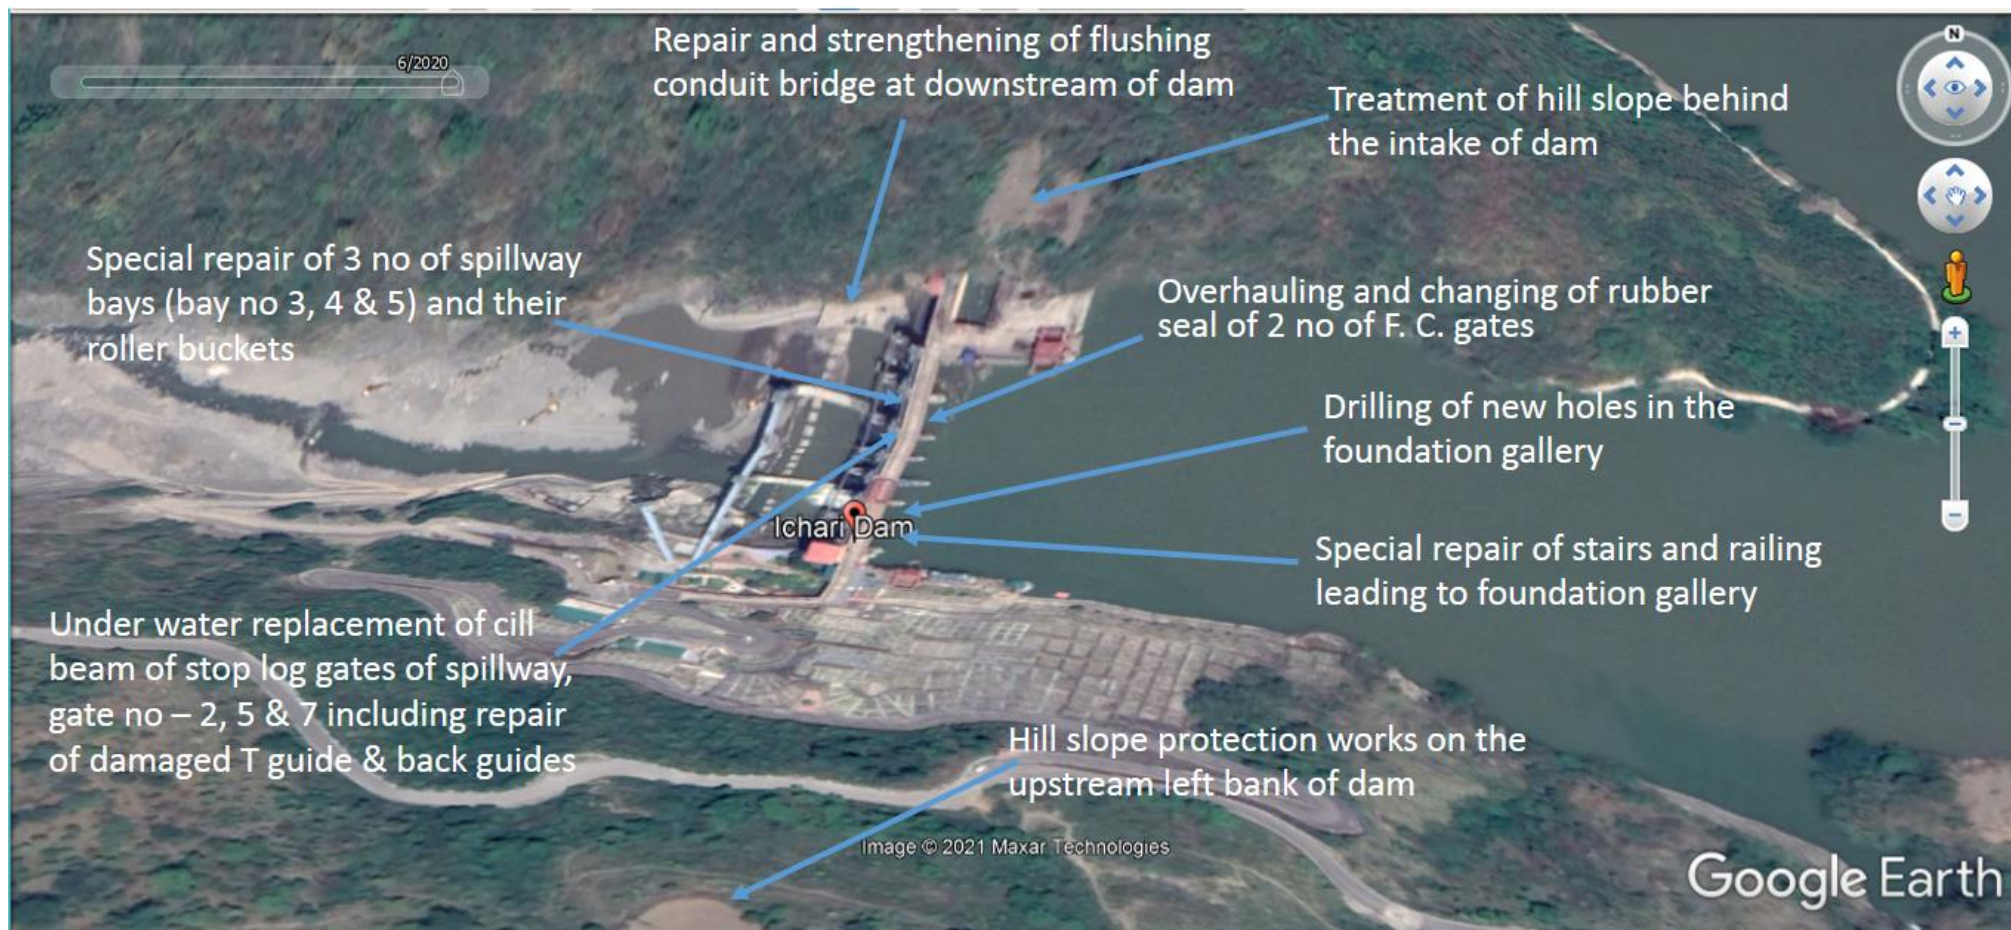 6/2020
Repair and strengthening of flushing
conduit bridge at downstream of dam
N
Treatment of hill slope behind
the intake of dam
Special repair of 3 no of spillway
bays (bay no 3, 4 & 5) and their
roller buckets
Overhauling and changing of rubber
seal of 2 no of F. C. gates
Drilling of new holes in the
foundation gallery
Ichari Dam
Special repair of stairs and railing
leading to foundation gallery
Under water replacement of cill
beam of stop log gates of spillway,
gate no – 2, 5 & 7 including repair
of damaged T guide & back guides
Hill slope protection works on the
upstream left bank of dam
Image © 2021 Maxar Technologies
Google Earth